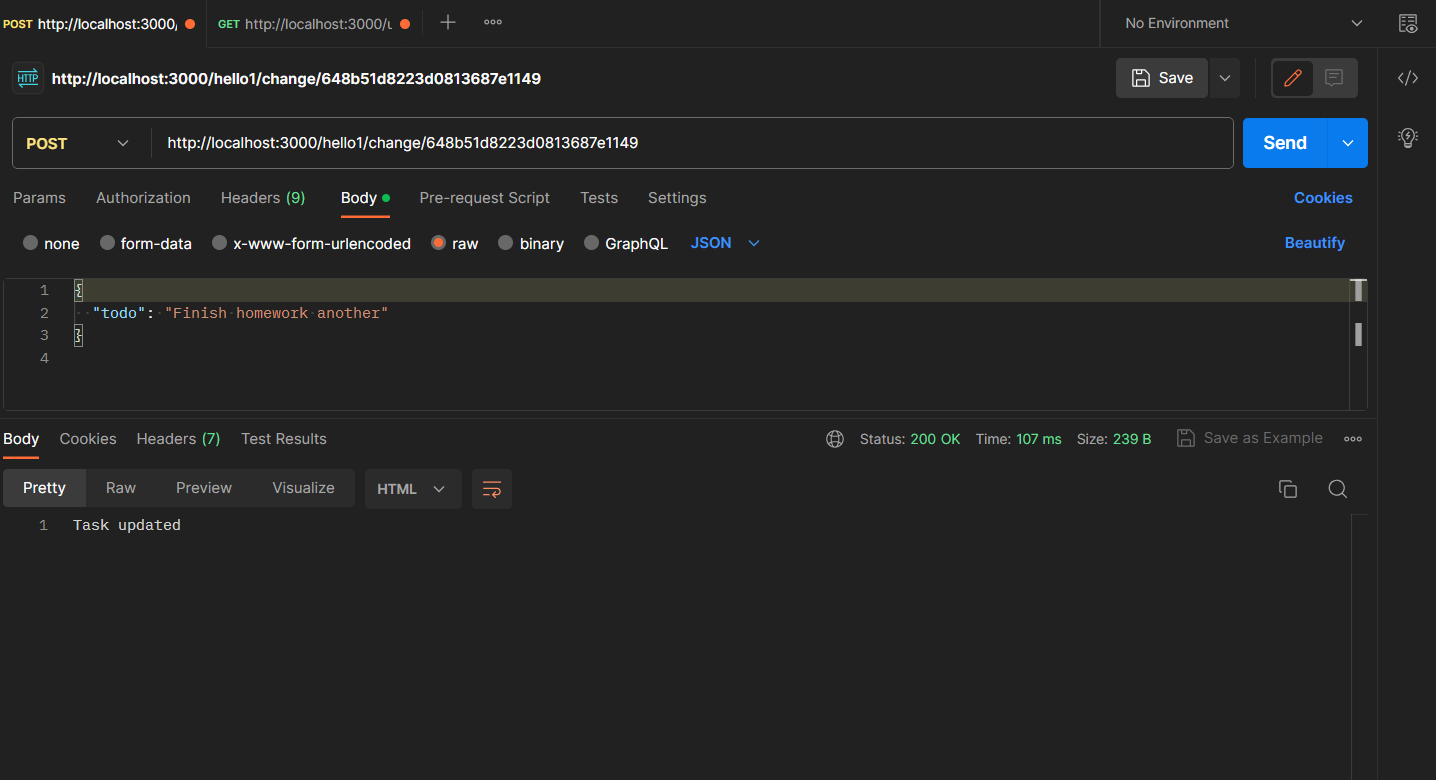 POST http://localhost:3000/ GET http://localhost:3000/u No Environment
HTTP http://localhost:3000/hello1/change/648b51d8223d0813687e1149 Save
POST http://localhost:3000/hello1/change/648b51d8223d0813687e1149 Send
Params Authorization Headers (9) Body Pre-request Script Tests Settings Cookies
none form-data x-www-form-urlencoded raw binary GraphQL JSON Beautify
1 {
2 "todo": "Finish homework another"
3 }
4
Body Cookies Headers (7) Test Results Status: 200 OK Time: 107 ms Size: 239 B Save as Example
Pretty Raw Preview Visualize HTML
1 Task updated